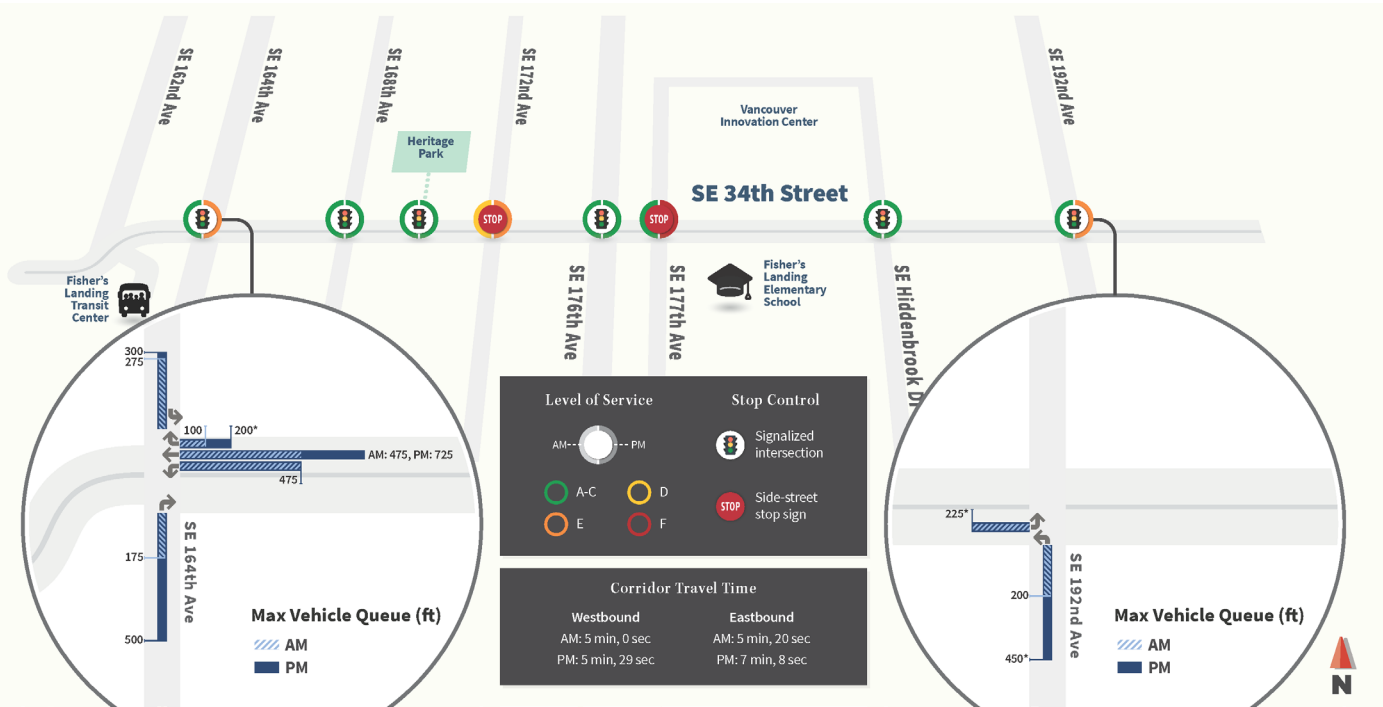 SE 162nd Ave
SE 164th Ave
SE 168th Ave
SE 172nd Ave
SE 192nd Ave
Vancouver
Innovation Center
Heritage
Park
SE 34th Street
STOP
STOP
Fisher's
Landing
Transit
Center
SE 176th Ave
SE 177th Ave
Fisher's
Landing
Elementary
School
SE Hiddenbrook Dr
300
275
100
200*
AM: 475, PM: 725
475
175
500
SE 164th Ave
Max Vehicle Queue (ft)
AM
PM
Level of Service
AM
PM
A-C
D
E
F
Stop Control
Signalized
intersection
STOP
Side-street
stop sign
Corridor Travel Time
Westbound
AM: 5 min, 0 sec
PM: 5 min, 29 sec
Eastbound
AM: 5 min, 20 sec
PM: 7 min, 8 sec
225*
200
450*
SE 192nd Ave
Max Vehicle Queue (ft)
AM
PM
N